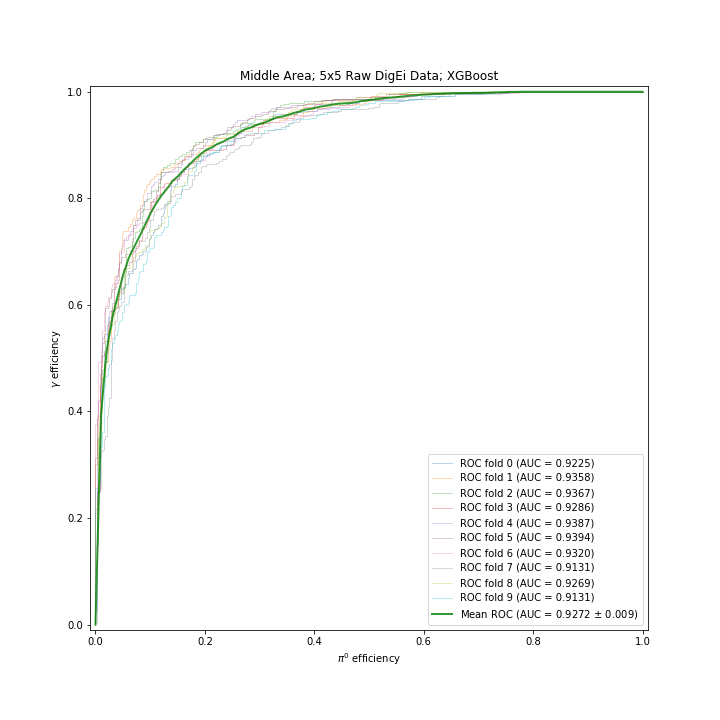 Middle Area; 5x5 Raw DigEi Data; XGBoost
1.0
0.8
0.6
0.4
0.2
0.0
γ efficiency
ROC fold 0 (AUC = 0.9225)
ROC fold 1 (AUC = 0.9358)
ROC fold 2 (AUC = 0.9367)
ROC fold 3 (AUC = 0.9286)
ROC fold 4 (AUC = 0.9387)
ROC fold 5 (AUC = 0.9394)
ROC fold 6 (AUC = 0.9320)
ROC fold 7 (AUC = 0.9131)
ROC fold 8 (AUC = 0.9269)
ROC fold 9 (AUC = 0.9131)
Mean ROC (AUC = 0.9272 ± 0.009)
0.0 0.2 0.4 0.6 0.8 1.0
π⁰ efficiency